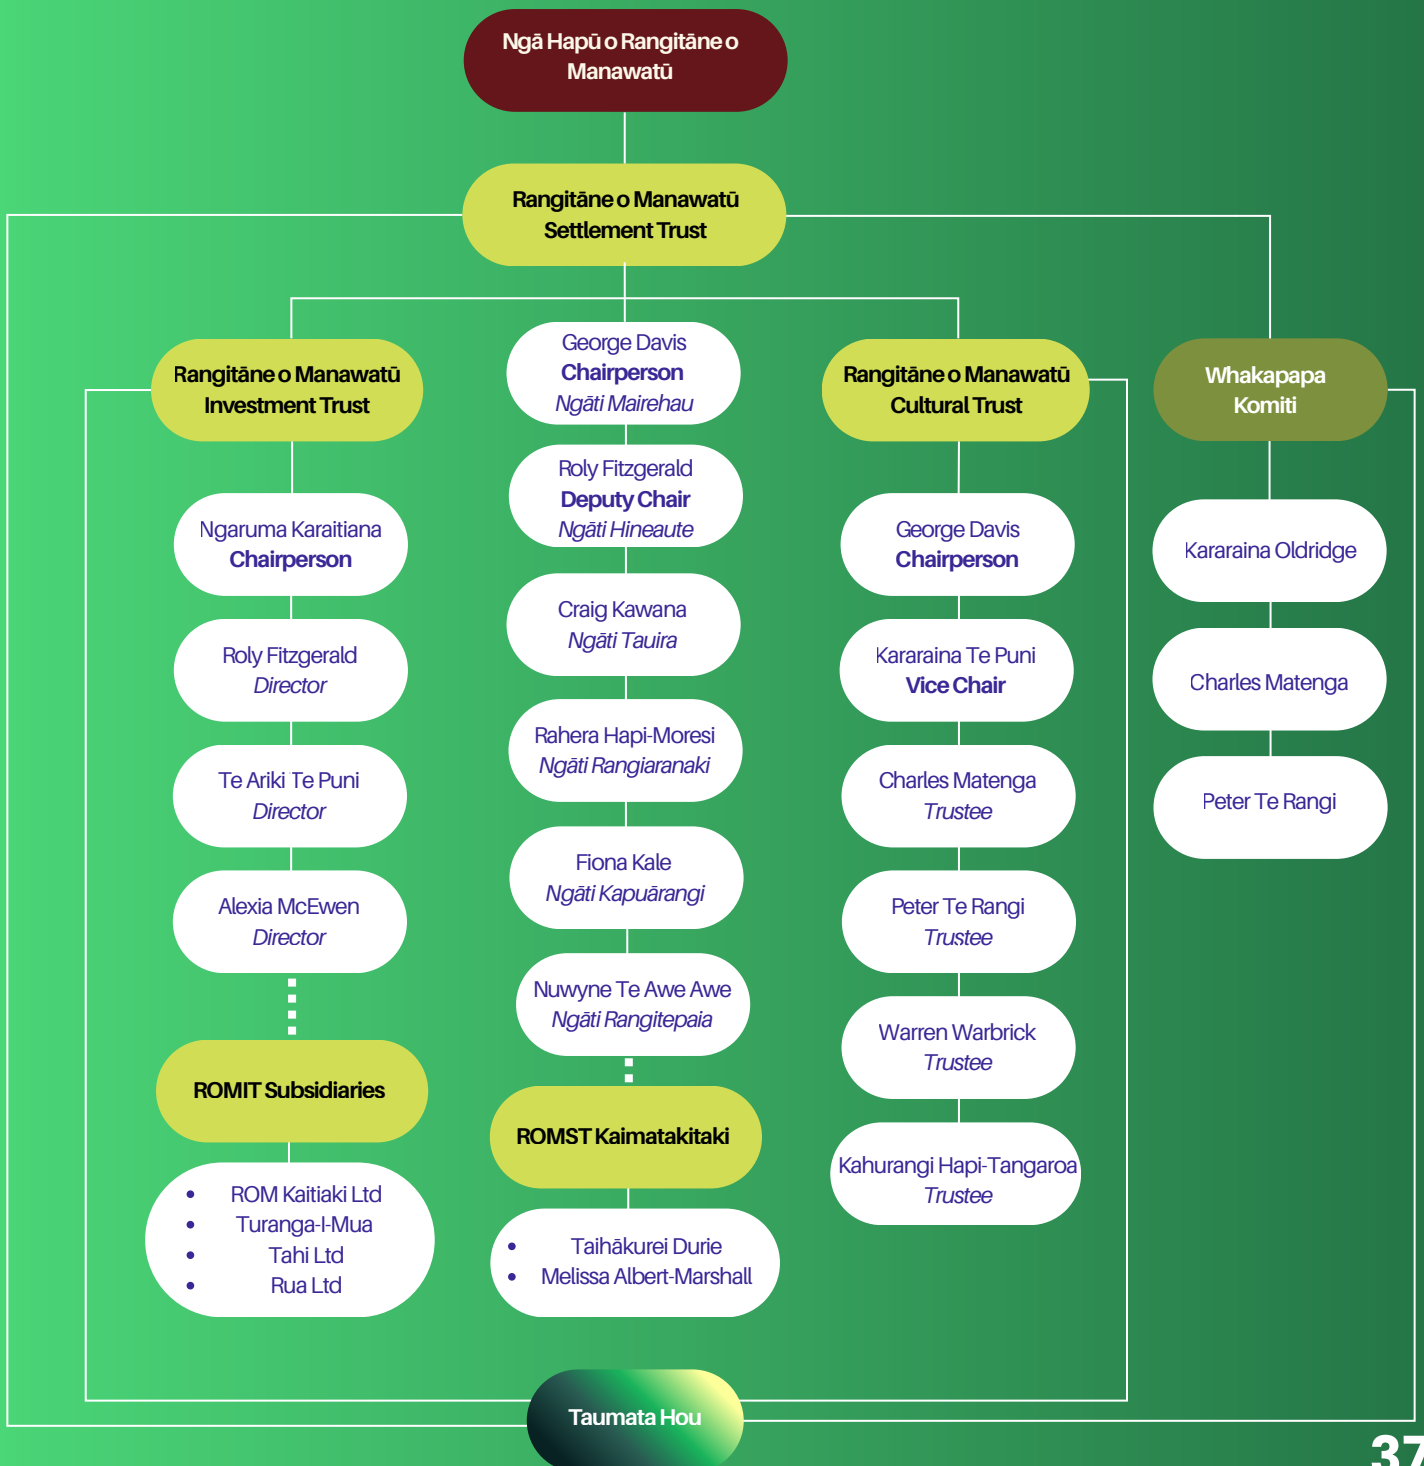 Ngā Hapū o Rangitāne o
Manawatū
Rangitāne o Manawatū
Settlement Trust
Rangitāne o Manawatū
Investment Trust
Ngaruma Karaitiana
Chairperson
Roly Fitzgerald
Director
Te Ariki Te Puni
Director
Alexia McEwen
Director
ROMIT Subsidiaries
• ROM Kaitiaki Ltd
• Turanga-I-Mua
• Tahi Ltd
• Rua Ltd
George Davis
Chairperson
Ngāti Mairehau
Roly Fitzgerald
Deputy Chair
Ngāti Hineaute
Craig Kawana
Ngāti Tauira
Rahera Hapi-Moresi
Ngāti Rangiaranaki
Fiona Kale
Ngāti Kapuārangi
Nuwyne Te Awe Awe
Ngāti Rangitepaia
ROMST Kaimatakitaki
• Taihākurei Durie
• Melissa Albert-Marshall
Rangitāne o Manawatū
Cultural Trust
George Davis
Chairperson
Kararaina Te Puni
Vice Chair
Charles Matenga
Trustee
Peter Te Rangi
Trustee
Warren Warbrick
Trustee
Kahurangi Hapi-Tangaroa
Trustee
Whakapapa
Komiti
Kararaina Oldridge
Charles Matenga
Peter Te Rangi
Taumata Hou
37